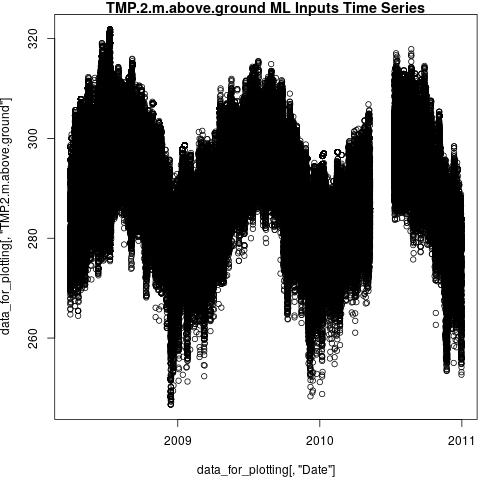 TMP.2.m.above.ground ML Inputs Time Series
data_for_plotting[, "TMP.2.m.above.ground"]
320
300
280
260
2009
2010
2011
data_for_plotting[, "Date"]